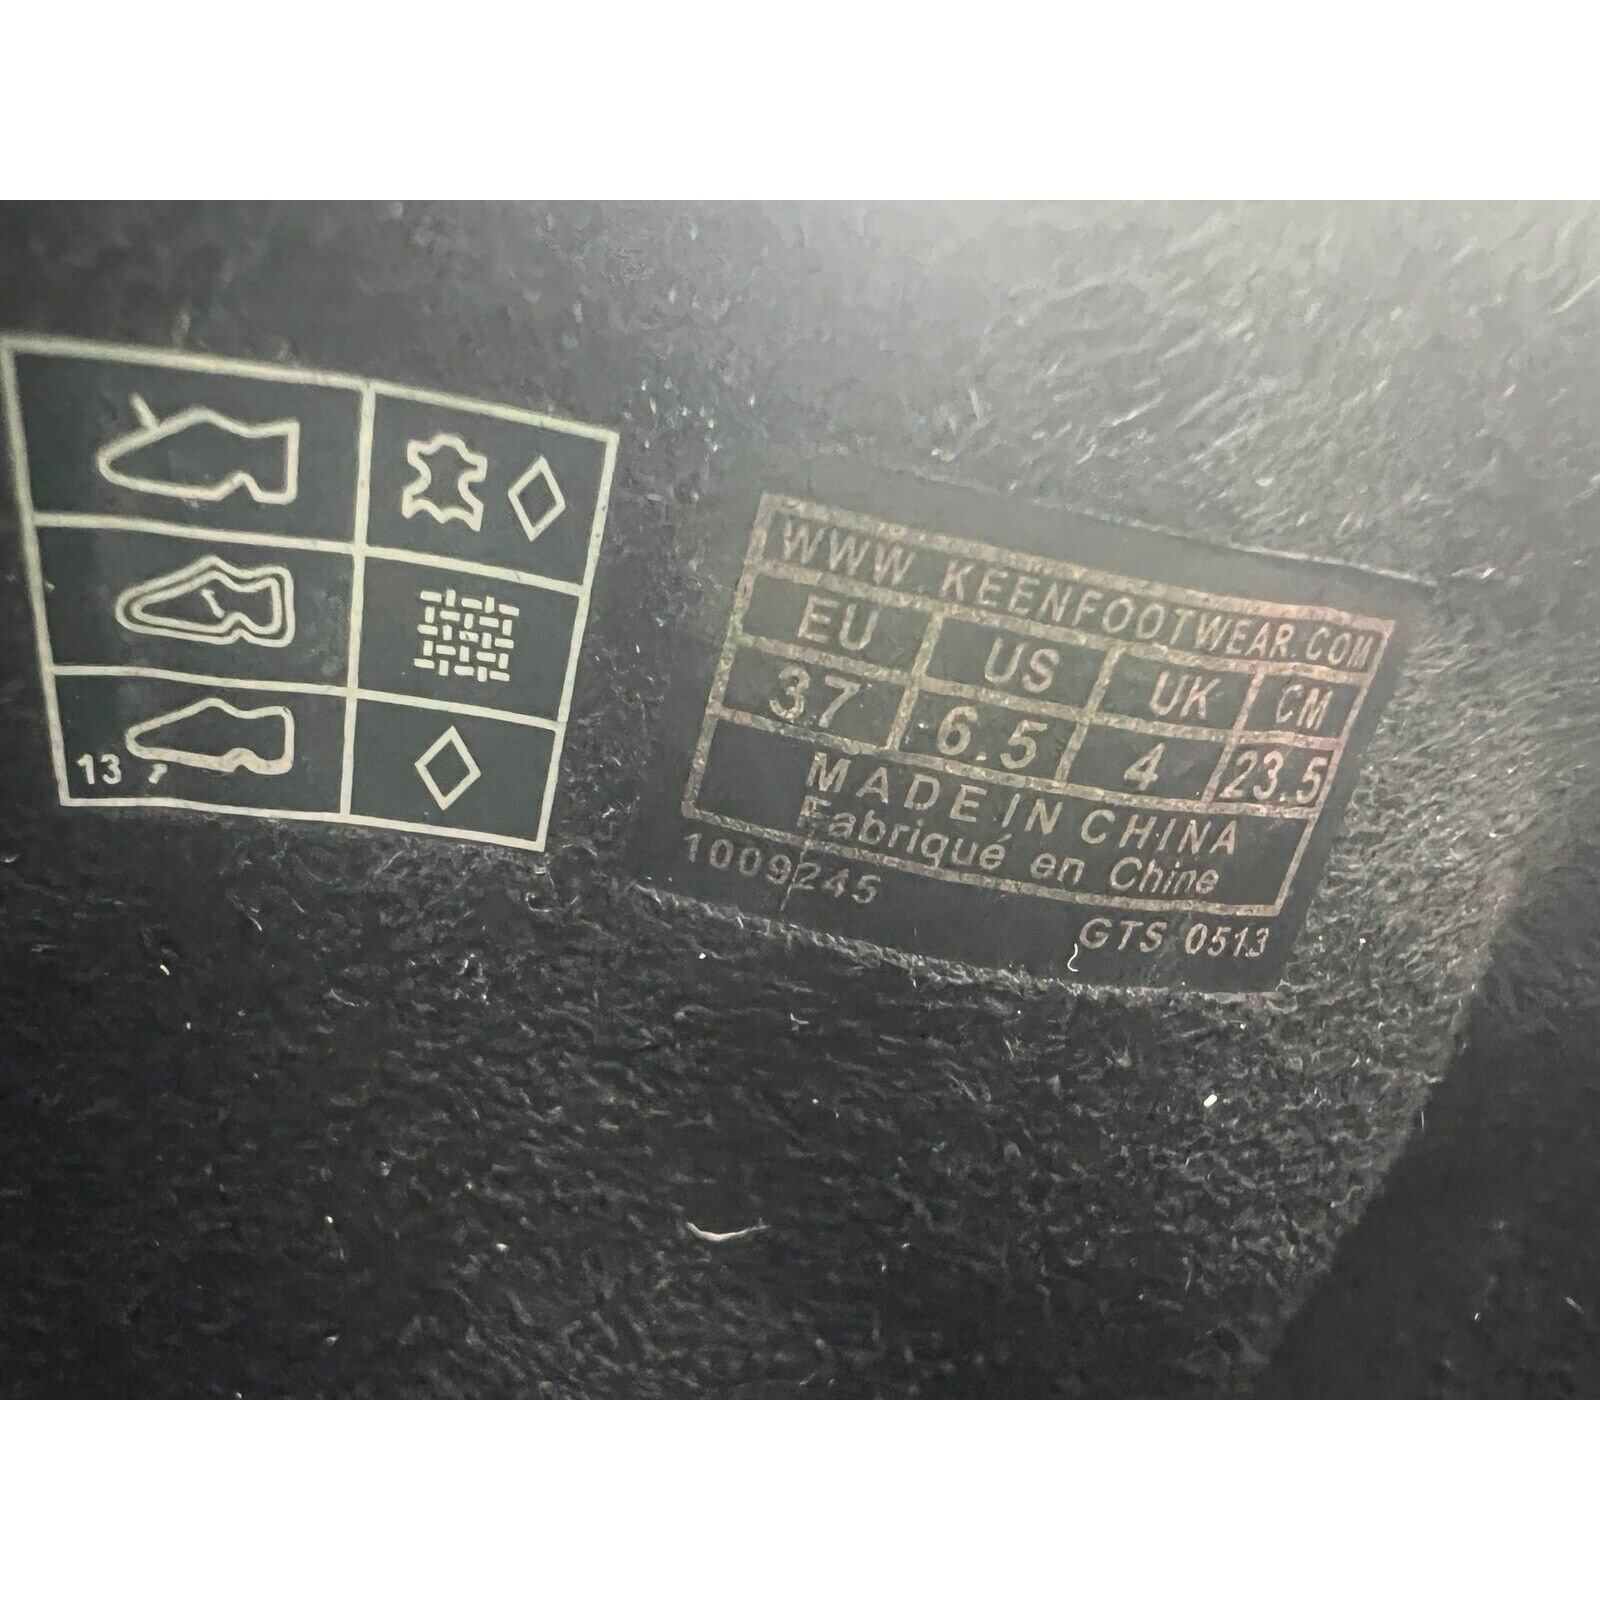 13
WWW.KEENFOOTWEAR.COM
EU US UK CM
37 6.5 4 23.5
MADE IN CHINA
Fabriqué en Chine
1009245
GTS 0513